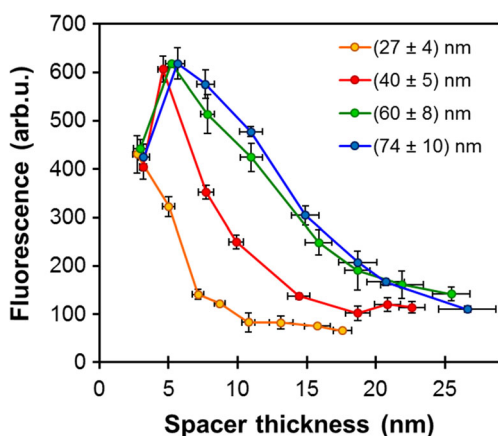 700
600
500
400
300
200
100
0
0 5 10 15 20 25
Fluorescence (arb.u.)
Spacer thickness (nm)
(27 ± 4) nm
(40 ± 5) nm
(60 ± 8) nm
(74 ± 10) nm